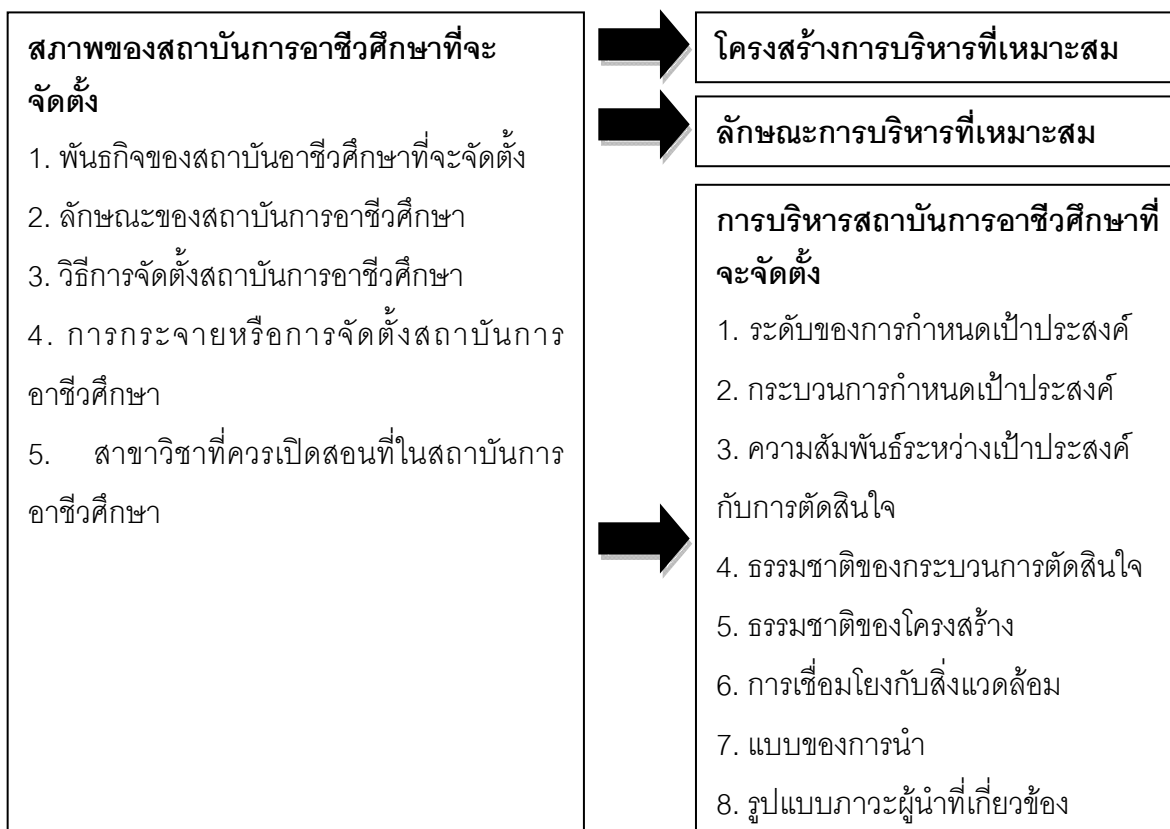 สภาพของสถาบันการอาชีวศึกษาที่จะ
จัดตั้ง
1. พันธกิจของสถาบันอาชีวศึกษาที่จะจัดตั้ง
2. ลักษณะของสถาบันการอาชีวศึกษา
3. วิธีการจัดตั้งสถาบันการอาชีวศึกษา
4. การกระจายหรือการจัดตั้งสถาบันการ
อาชีวศึกษา
5. สาขาวิชาที่ควรเปิดสอนที่ในสถาบันการ
อาชีวศึกษา
โครงสร้างการบริหารที่เหมาะสม
ลักษณะการบริหารที่เหมาะสม
การบริหารสถาบันการอาชีวศึกษาที่
จะจัดตั้ง
1. ระดับของการกำหนดเป้าประสงค์
2. กระบวนการกำหนดเป้าประสงค์
3. ความสัมพันธ์ระหว่างเป้าประสงค์
กับการตัดสินใจ
4. ธรรมชาติของกระบวนการตัดสินใจ
5. ธรรมชาติของโครงสร้าง
6. การเชื่อมโยงกับสิ่งแวดล้อม
7. แบบของการนำ
8. รูปแบบภาวะผู้นำที่เกี่ยวข้อง